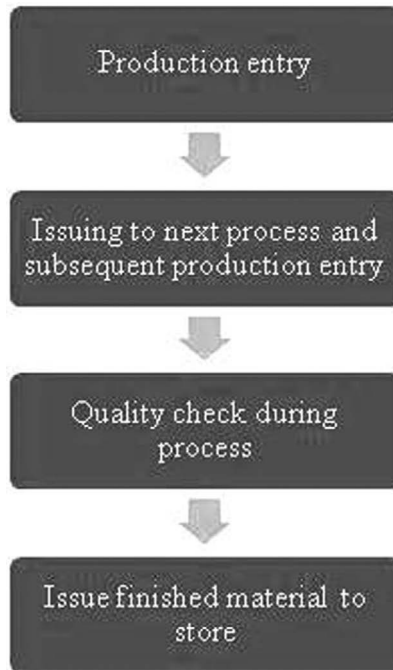 Production entry
Issuing to next process and
subsequent production entry
Quality check during
process
Issue finished material to
store